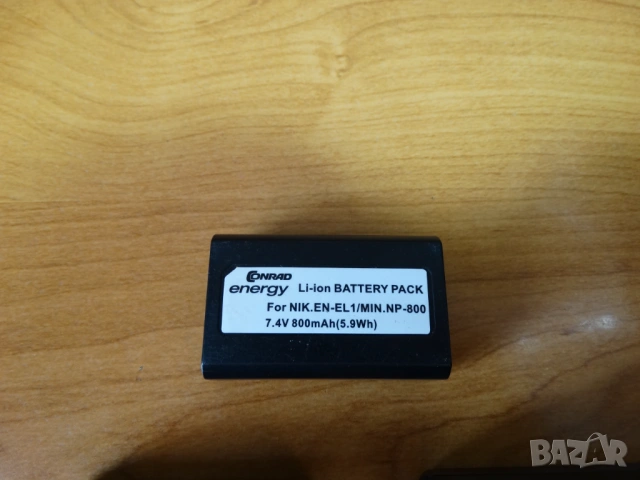 CONRAD
energy Li-ion BATTERY PACK
For NIK.EN-EL1/MIN.NP-800
7.4V 800mAh(5.9Wh)
BAZAR